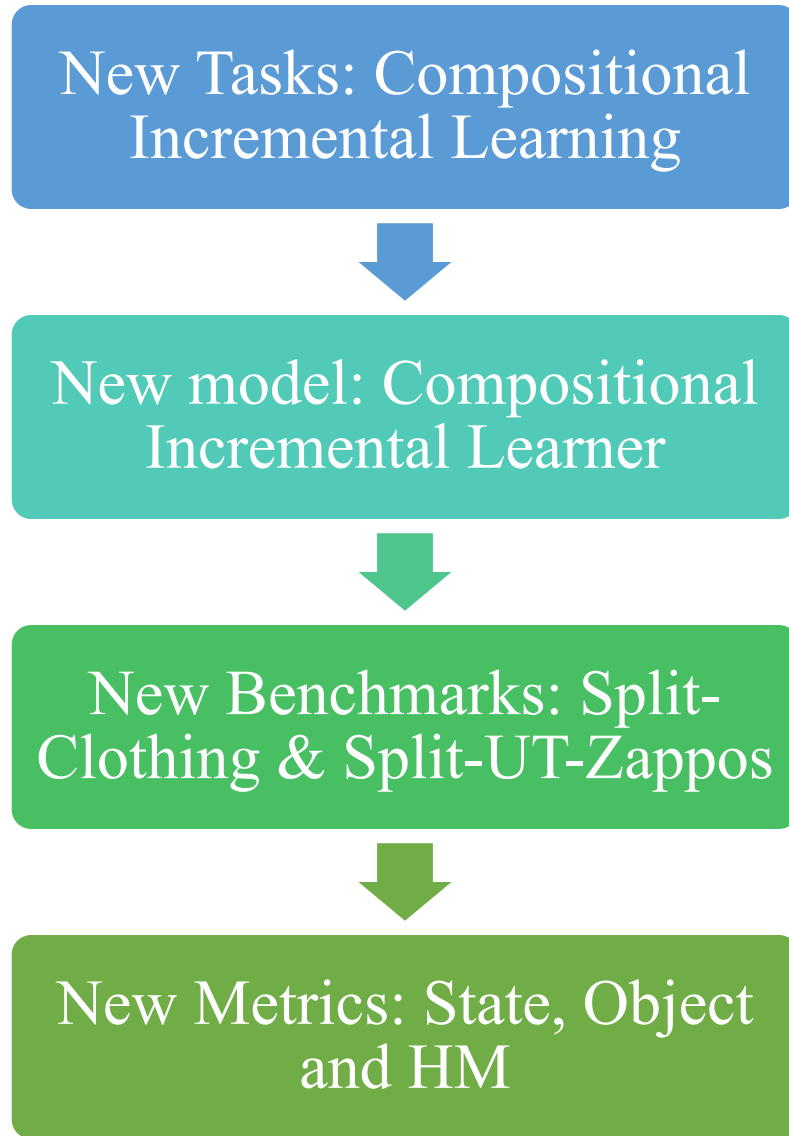 New Tasks: Compositional
Incremental Learning
New model: Compositional
Incremental Learner
New Benchmarks: Split-
Clothing & Split-UT-Zappos
New Metrics: State, Object
and HM